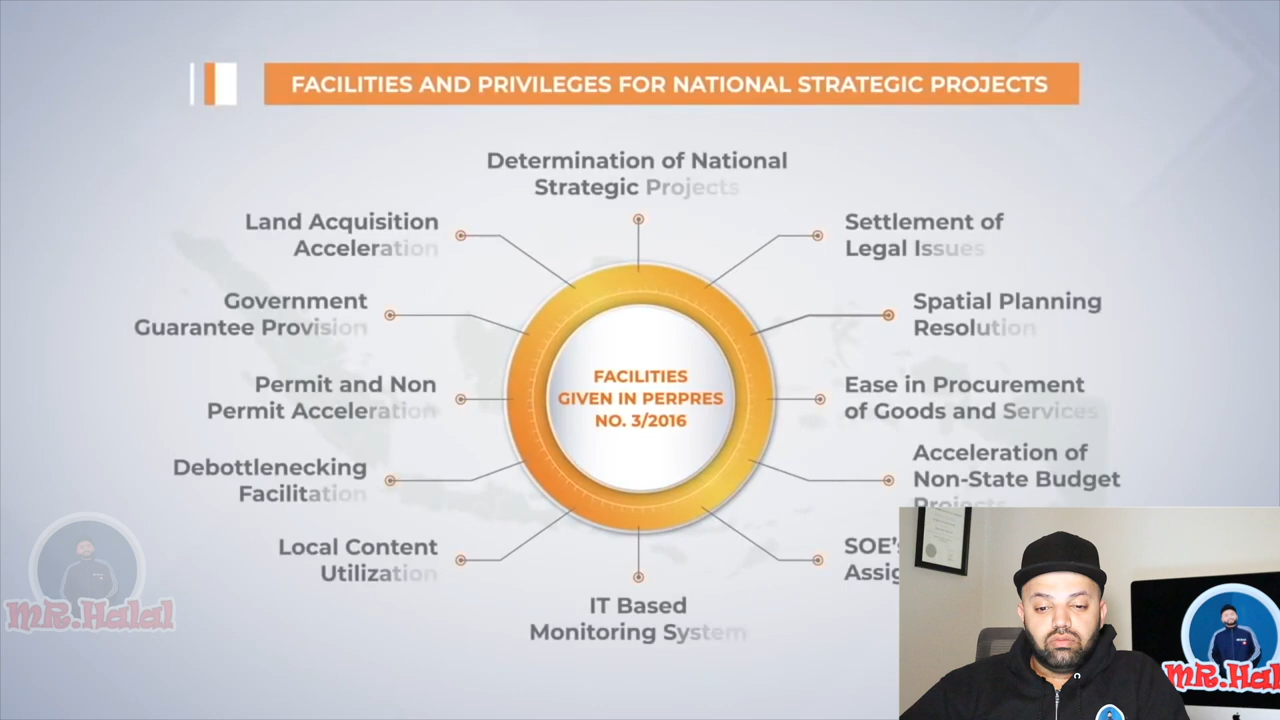 FACILITIES AND PRIVILEGES FOR NATIONAL STRATEGIC PROJECTS
Determination of National
Strategic Projects
Land Acquisition
Acceleration
Settlement of
Legal Issues
Government
Guarantee Provision
Spatial Planning
Resolution
FACILITIES
GIVEN IN PERPRES
NO. 3/2016
Permit and Non
Permit Acceleration
Ease in Procurement
of Goods and Services
Debottlenecking
Facilitation
Acceleration of
Non-State Budget
Projects
Local Content
Utilization
SOE's
IT Based
Monitoring System
MR.Halal
MR.Hal